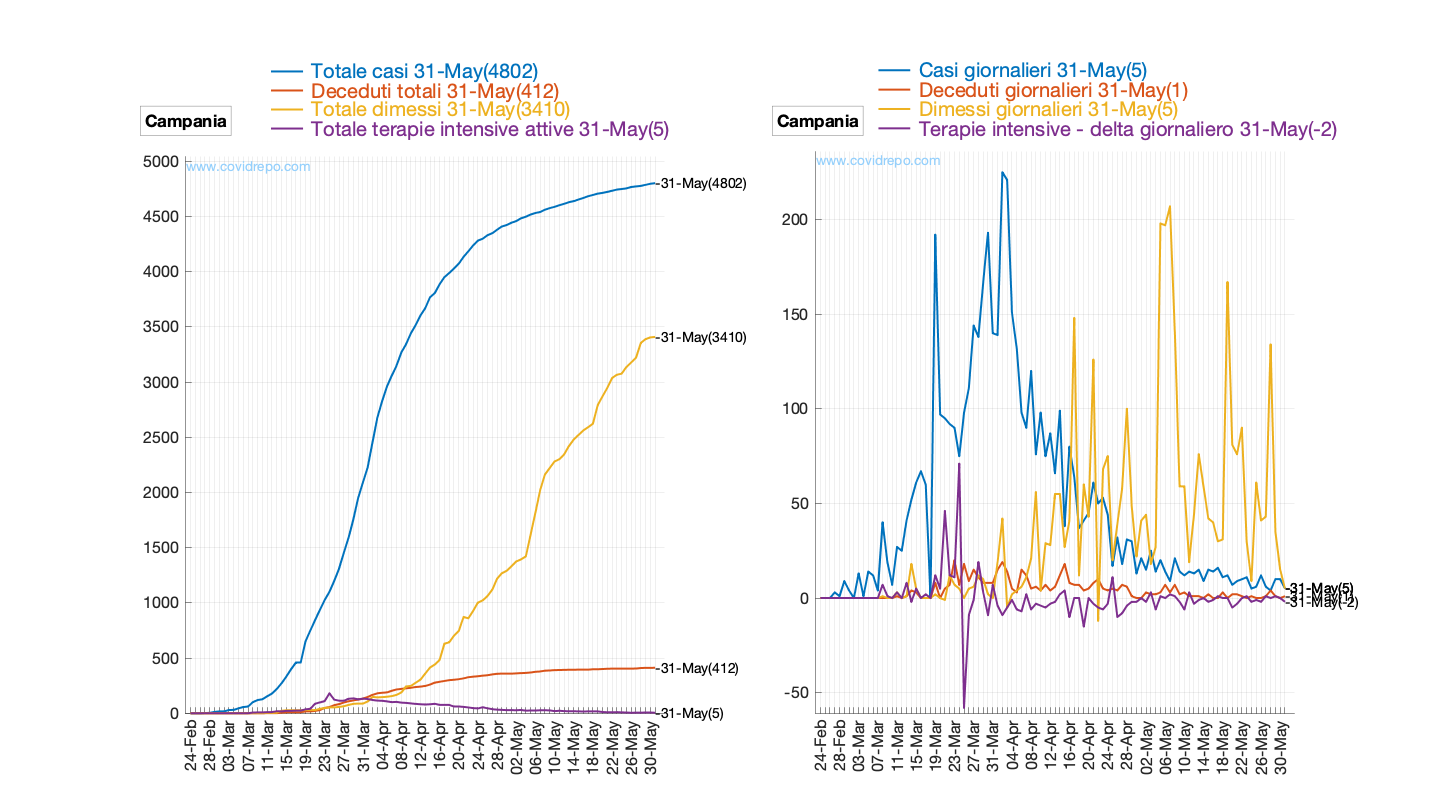 Totale casi 31-May(4802)
Deceduti totali 31-May(412)
Totale dimessi 31-May(3410)
Totale terapie intensive attive 31-May(5)
Campania
www.covidrepo.com
5000
4500
4000
3500
3000
2500
2000
1500
1000
500
0
31-May(4802)
31-May(3410)
31-May(412)
31-May(5)
24-Feb
28-Feb
03-Mar
07-Mar
11-Mar
15-Mar
19-Mar
23-Mar
27-Mar
31-Mar
04-Apr
08-Apr
12-Apr
16-Apr
20-Apr
24-Apr
28-Apr
02-May
06-May
10-May
14-May
18-May
22-May
26-May
30-May
Casi giornalieri 31-May(5)
Deceduti giornalieri 31-May(1)
Dimessi giornalieri 31-May(5)
Terapie intensive - delta giornaliero 31-May(-2)
Campania
www.covidrepo.com
200
150
100
50
0
-50
31-May(5)
31-May(-2)
24-Feb
28-Feb
03-Mar
07-Mar
11-Mar
15-Mar
19-Mar
23-Mar
27-Mar
31-Mar
04-Apr
08-Apr
12-Apr
16-Apr
20-Apr
24-Apr
28-Apr
02-May
06-May
10-May
14-May
18-May
22-May
26-May
30-May